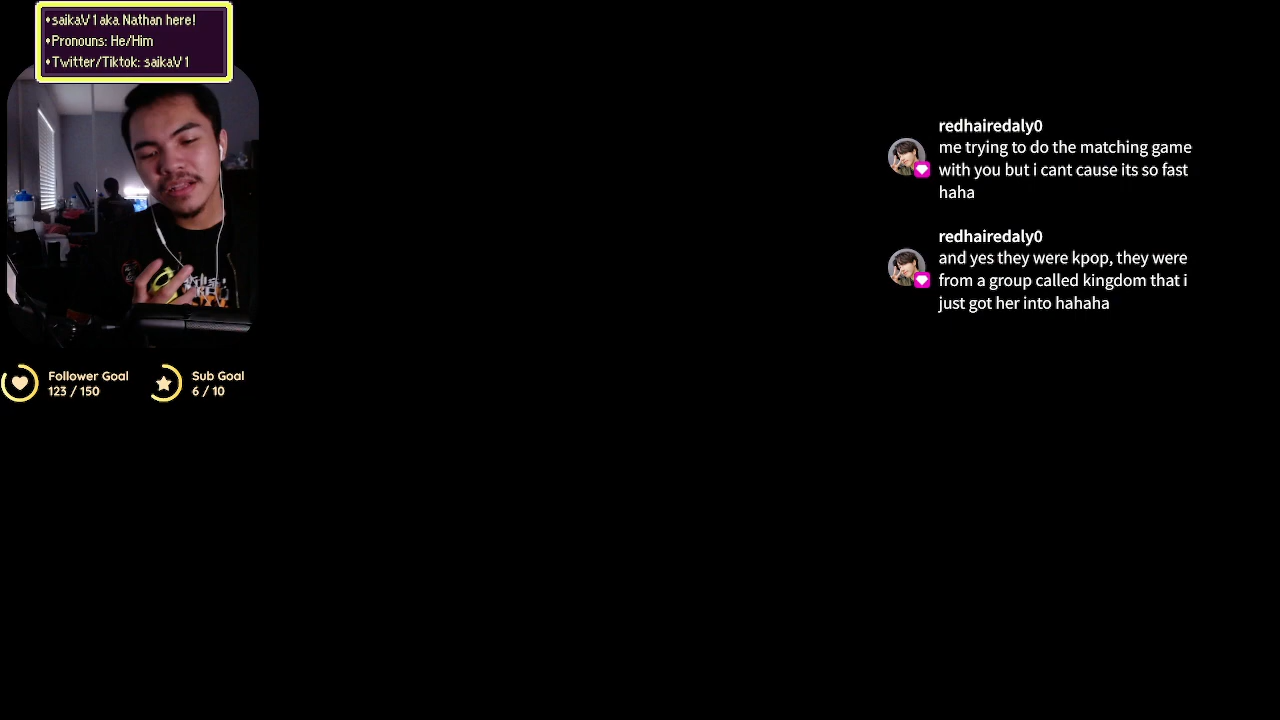 •saikaV1 aka Nathan here!
•Pronouns: He/Him
•Twitter/Tiktok: saikaV1
Follower Goal
123 / 150
Sub Goal
6 / 10
redhairedaly0
me trying to do the matching game
with you but i cant cause its so fast
haha
redhairedaly0
and yes they were kpop, they were
from a group called kingdom that i
just got her into hahaha